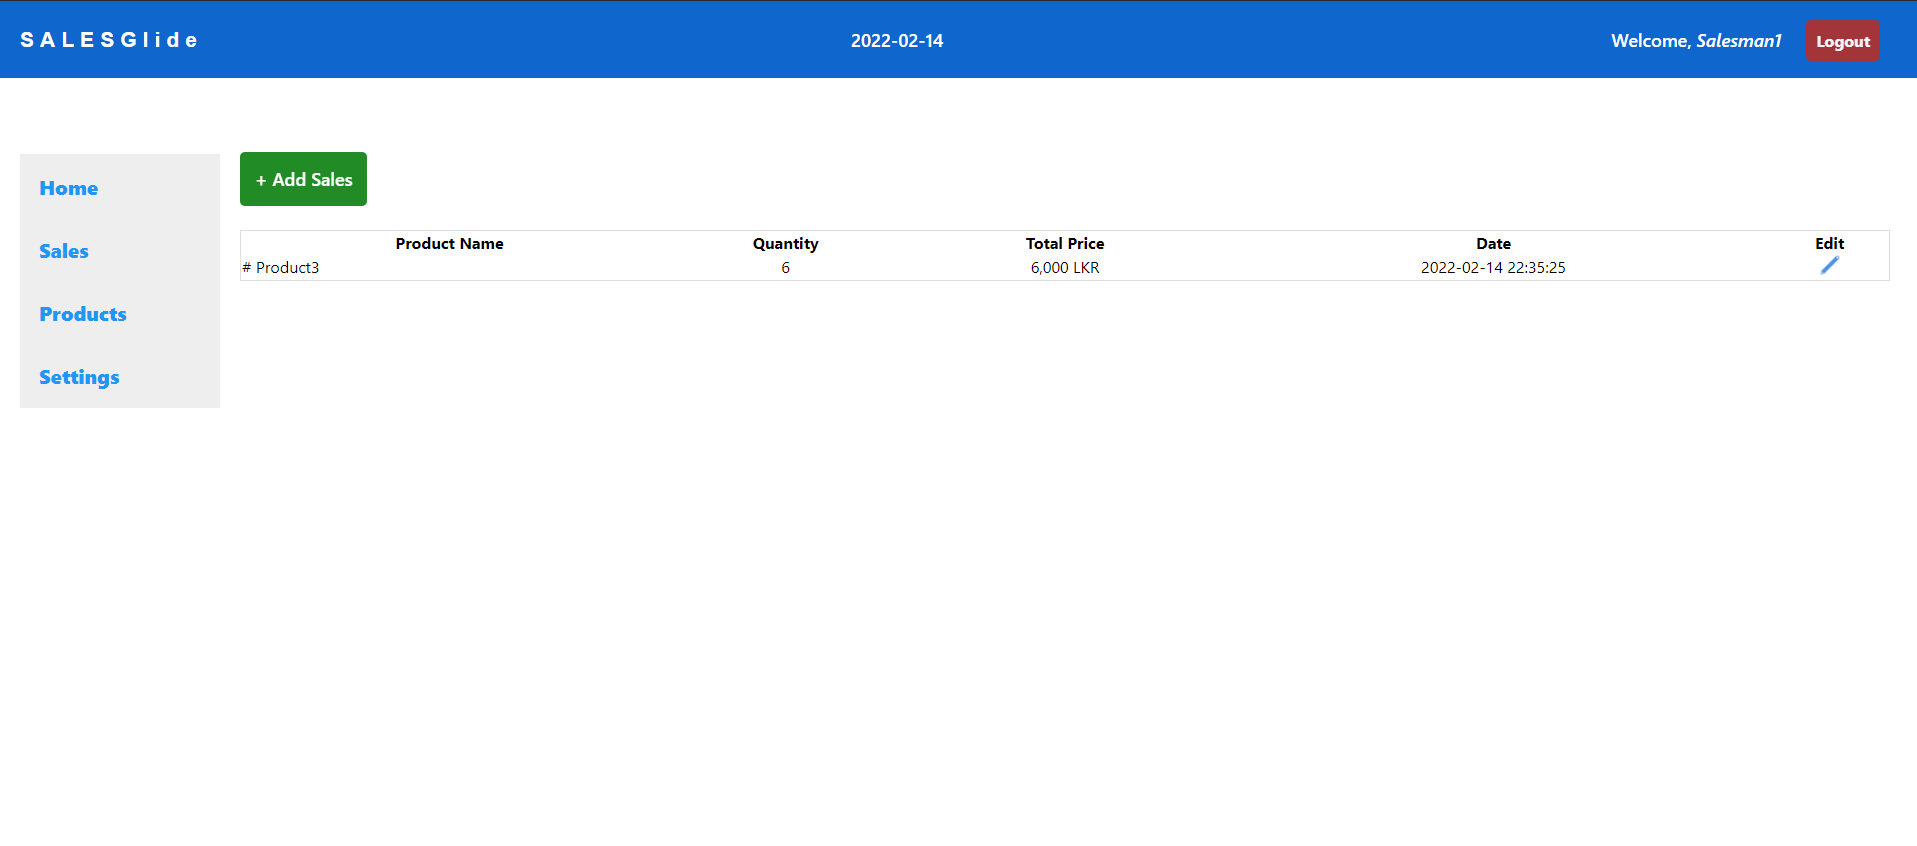 SALESGlide 2022-02-14 Welcome, Salesman1 Logout
Home
Sales
Products
Settings
+ Add Sales
Product Name Quantity Total Price Date Edit
# Product3 6 6,000 LKR 2022-02-14 22:35:25